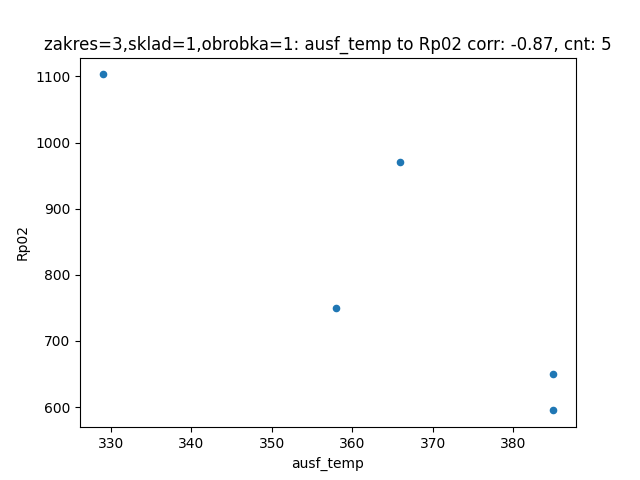 zakres=3,sklad=1,obrobka=1: ausf_temp to Rp02 corr: -0.87, cnt: 5
1100
1000
900
800
700
600
Rp02
330 340 350 360 370 380
ausf_temp